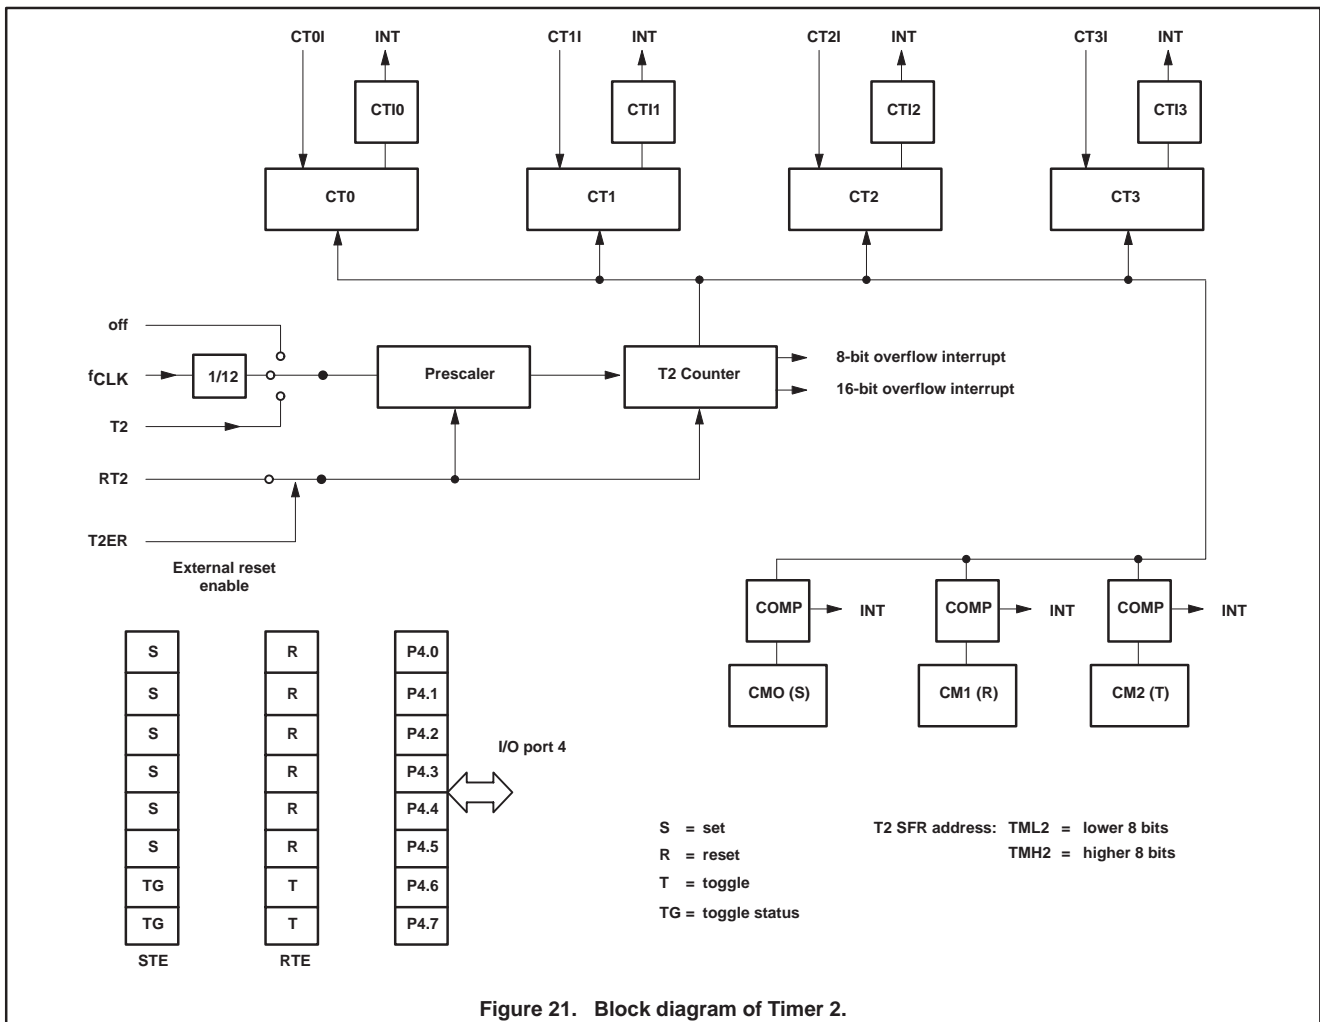 CT0I INT CT1I INT CT2I INT CT3I INT
CTI0 CTI1 CTI2 CTI3
CT0 CT1 CT2 CT3
off
fCLK 1/12 Prescaler T2 Counter 8-bit overflow interrupt
16-bit overflow interrupt
T2
RT2
T2ER
External reset
enable
COMP INT COMP INT COMP INT
CMO (S) CM1 (R) CM2 (T)
S R P4.0
S R P4.1
S R P4.2
I/O port 4
S R P4.3
S R P4.4
S R P4.5
TG T P4.6
TG T P4.7
STE RTE
S = set
R = reset
T = toggle
TG = toggle status
T2 SFR address: TML2 = lower 8 bits
TMH2 = higher 8 bits
Figure 21. Block diagram of Timer 2.